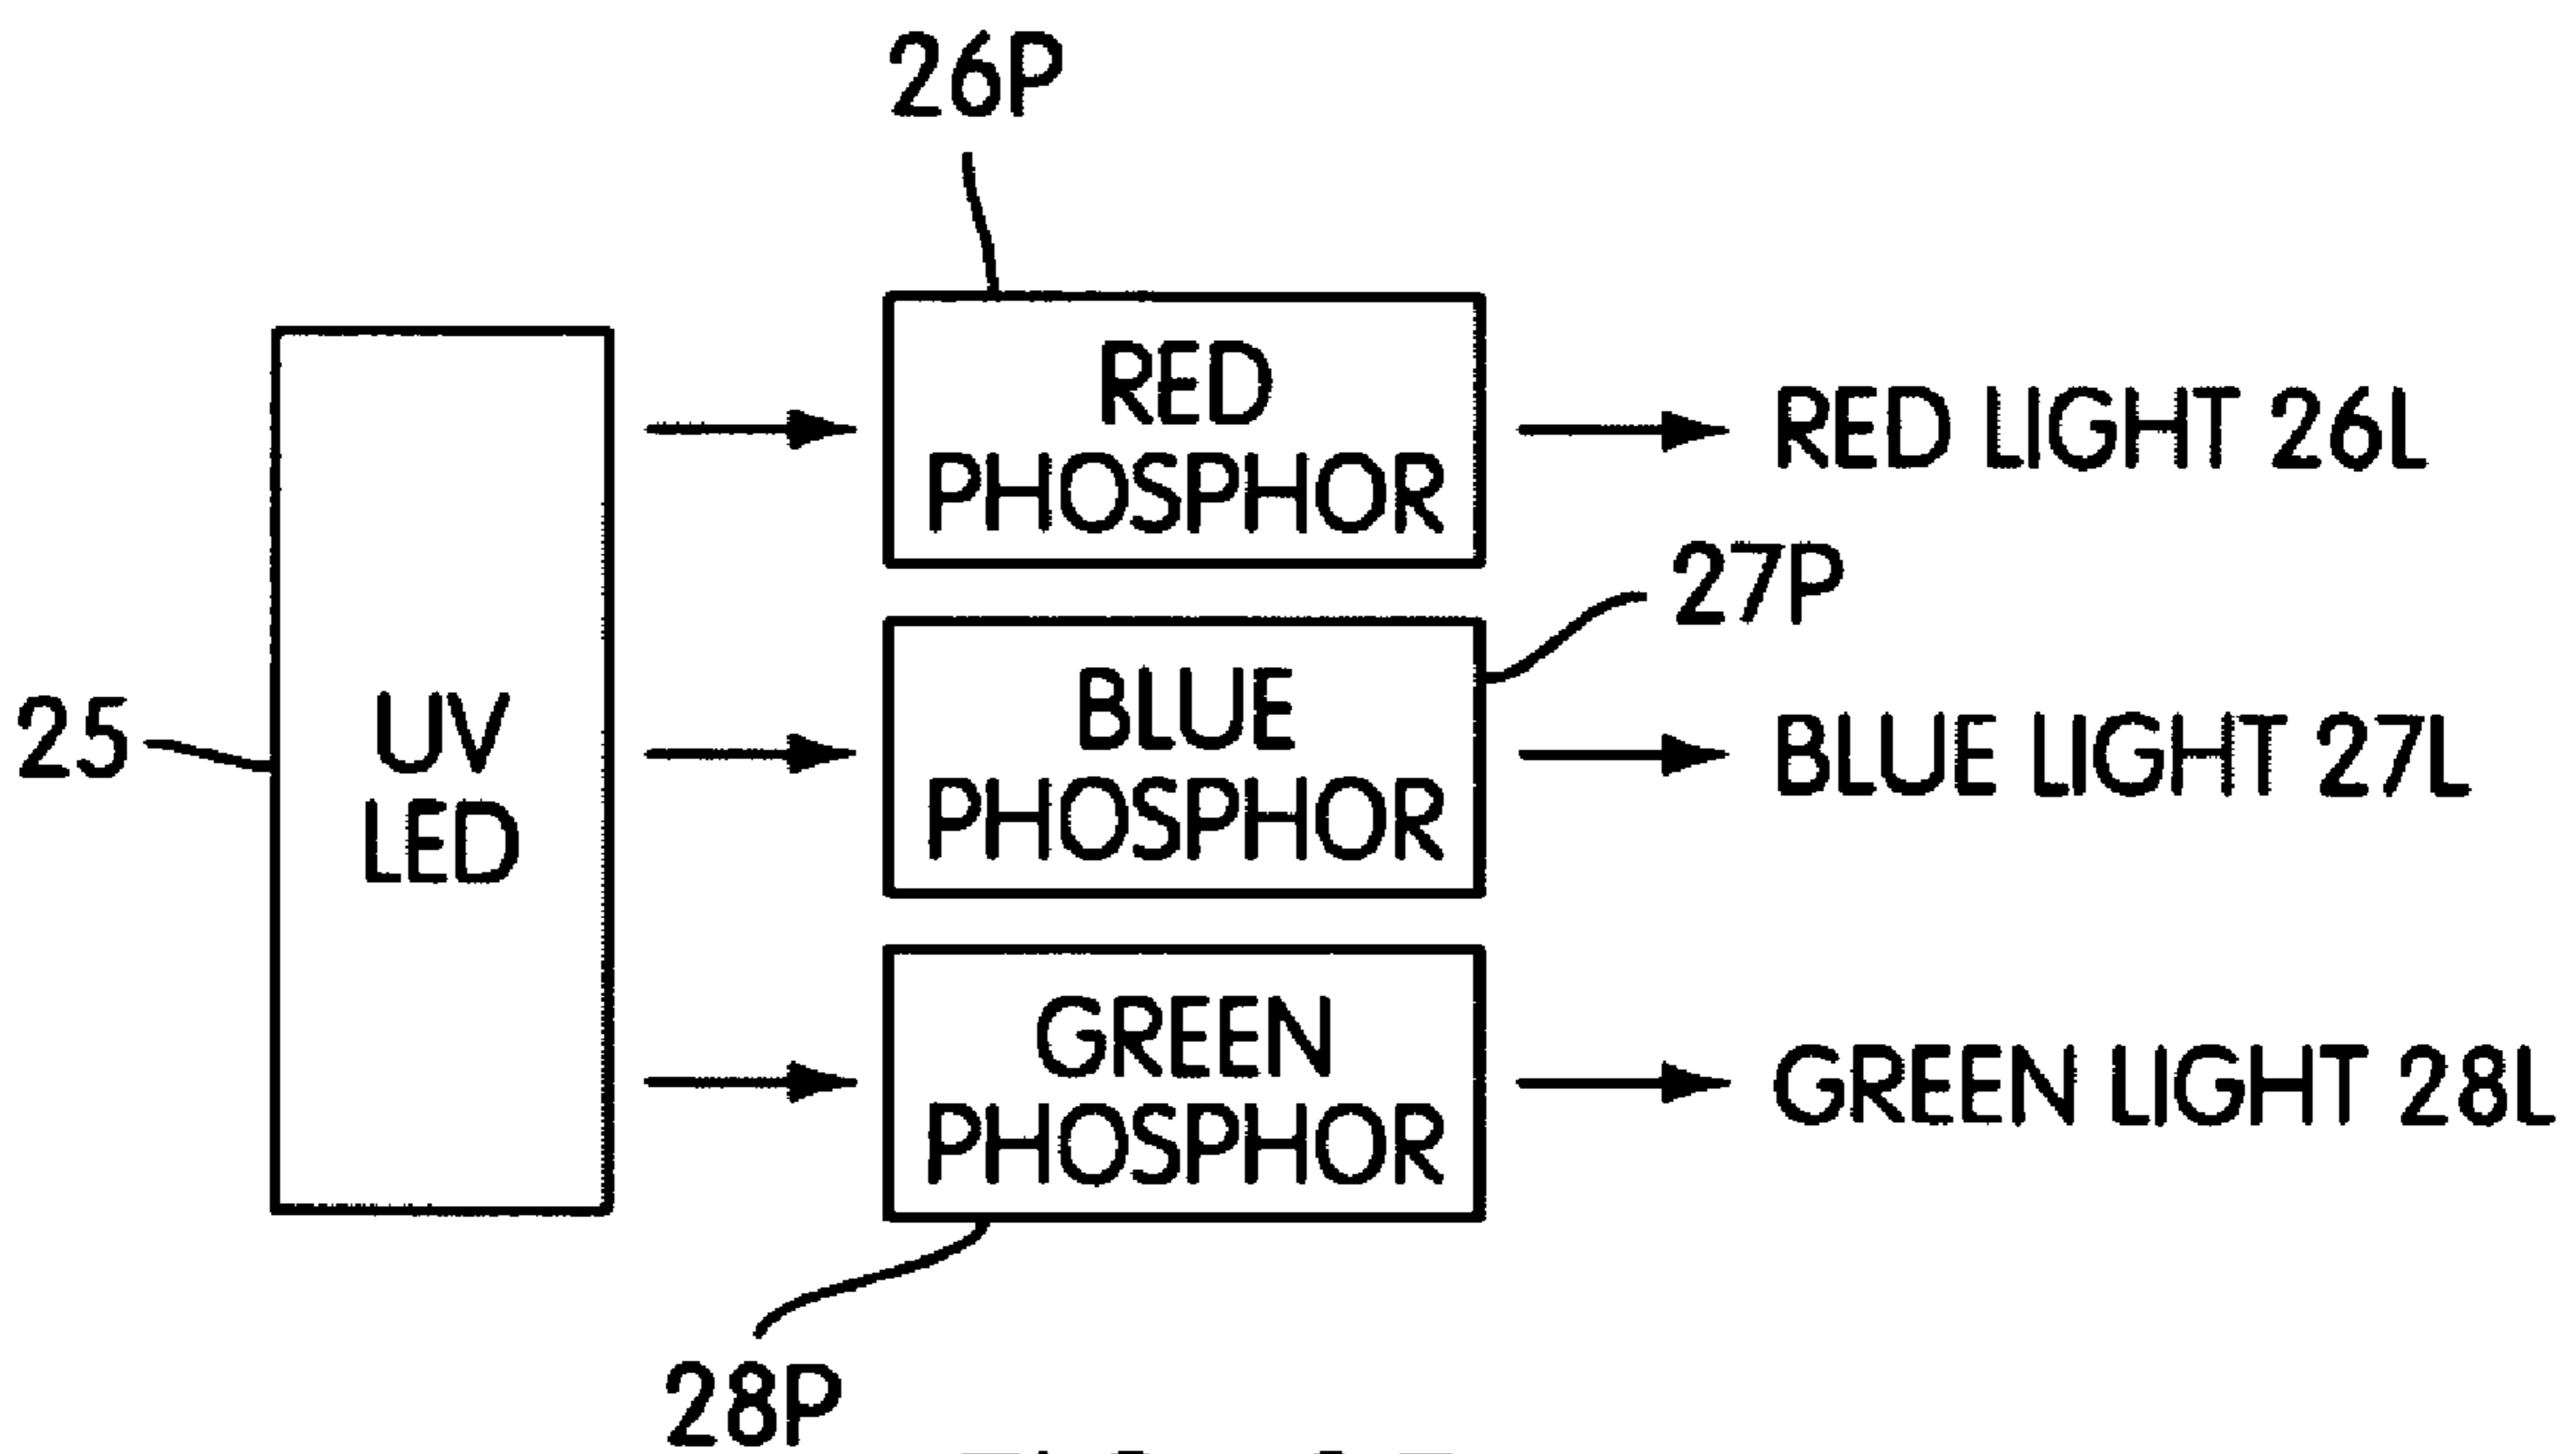 26P
RED
PHOSPHOR
RED LIGHT 26L
27P
25
UV
LED
BLUE
PHOSPHOR
BLUE LIGHT 27L
GREEN
PHOSPHOR
GREEN LIGHT 28L
28P